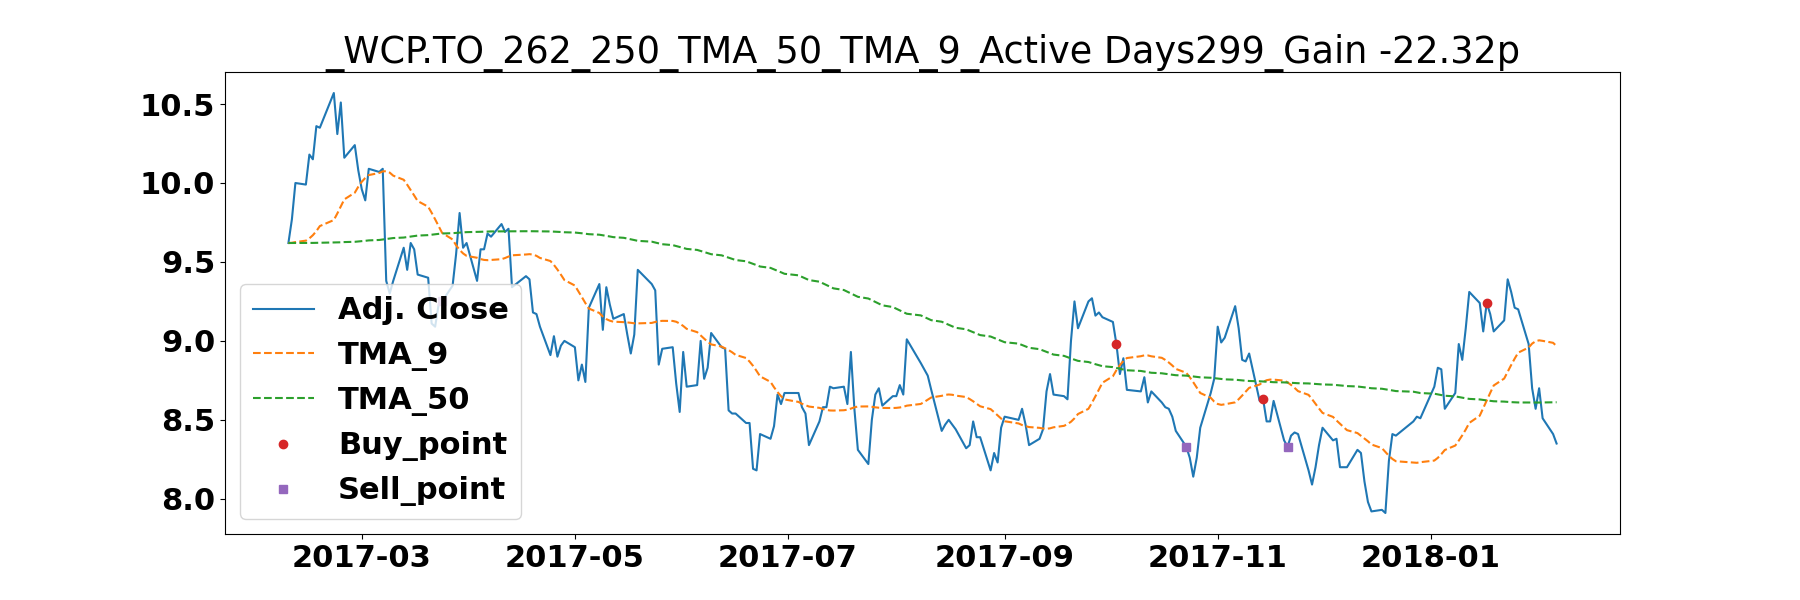 _WCP.TO_262_250_TMA_50_TMA_9_Active Days299_Gain -22.32p
10.5
10.0
9.5
9.0
8.5
8.0
Adj. Close
TMA_9
TMA_50
Buy_point
Sell_point
2017-03 2017-05 2017-07 2017-09 2017-11 2018-01